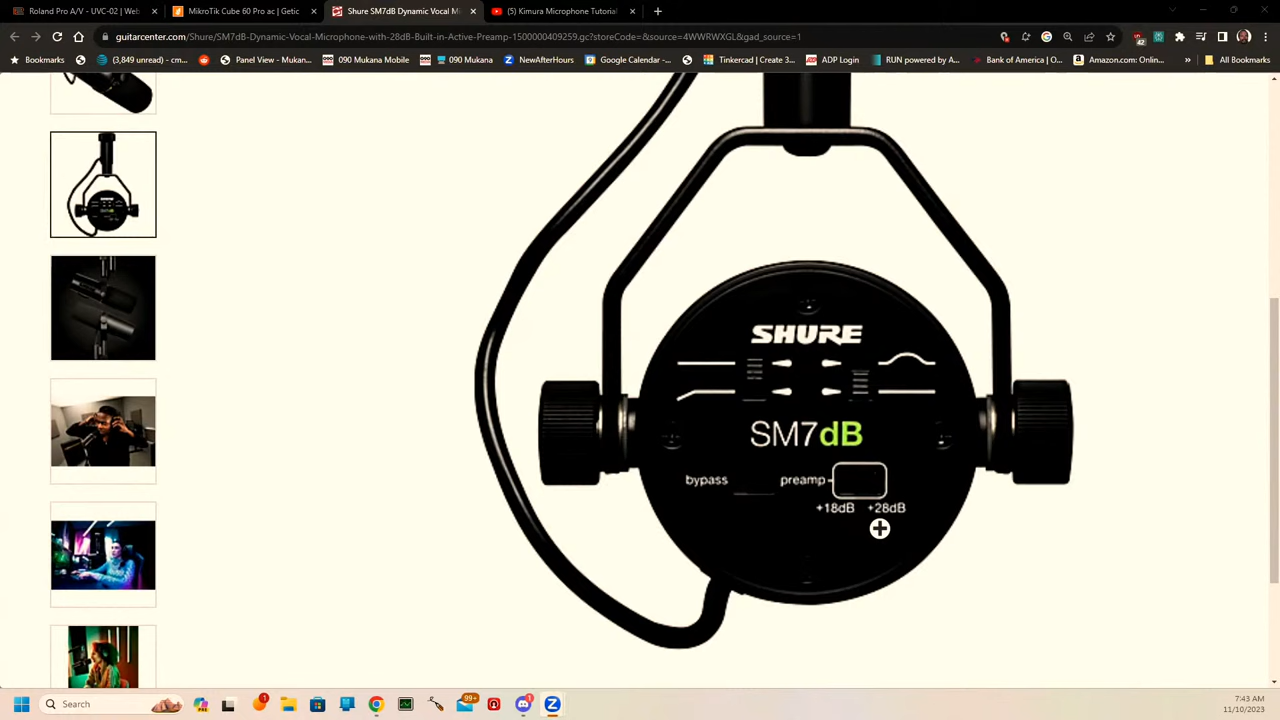 Roland Pro A/V - UVC-02 | Web
MikroTik Cube 60 Pro ac | Getic
Shure SM7dB Dynamic Vocal M
(5) Kimura Microphone Tutorial
guitarcenter.com/Shure/SM7dB-Dynamic-Vocal-Microphone-with-28dB-Built-in-Active-Preamp-1500000409259.gc?storeCode=&source=4WWRWXGL&gad_source=1
Bookmarks
(3,849 unread) - cm...
Panel View - Mukan...
090 Mukana Mobile
090 Mukana
NewAfterHours
Google Calendar -...
Tinkercad | Create 3...
ADP Login
RUN powered by A...
Bank of America | O...
Amazon.com: Onlin...
All Bookmarks
SHURE
SM7dB
bypass preamp
+18dB +28dB
Search
99+
7:43 AM
11/10/2023